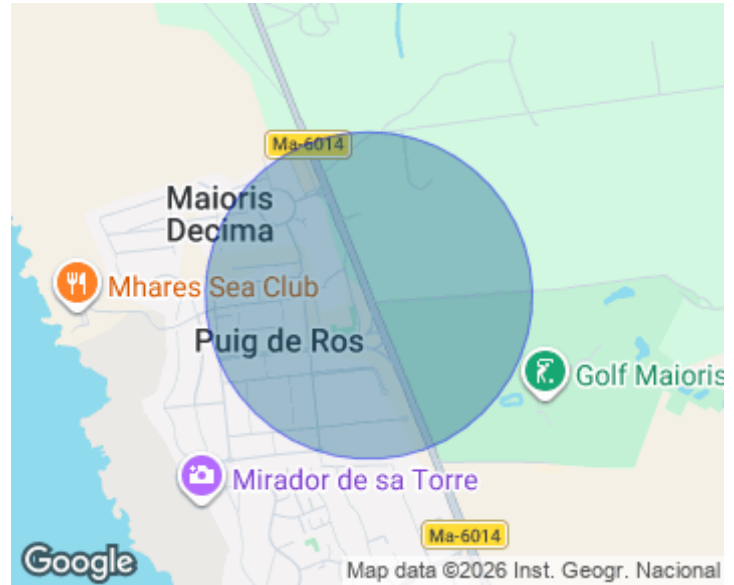 Ma-6014
Maioris
Decima
Mhares Sea Club
Puig de Ros
Golf Maioris
Mirador de sa Torre
Ma-6014
Google
Map data ©2026 Inst. Geogr. Nacional